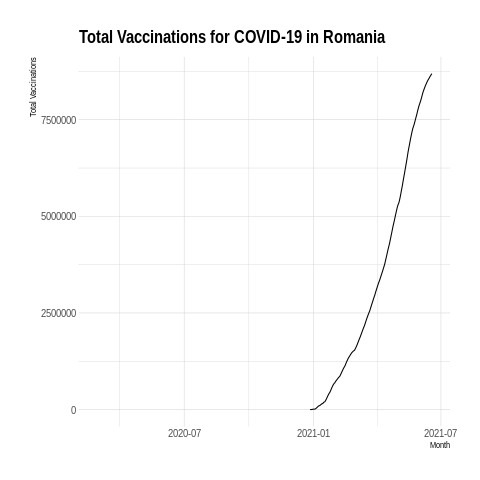 Total Vaccinations for COVID-19 in Romania
Total Vaccinations
7500000
5000000
2500000
0
2020-07
2021-01
2021-07
Month